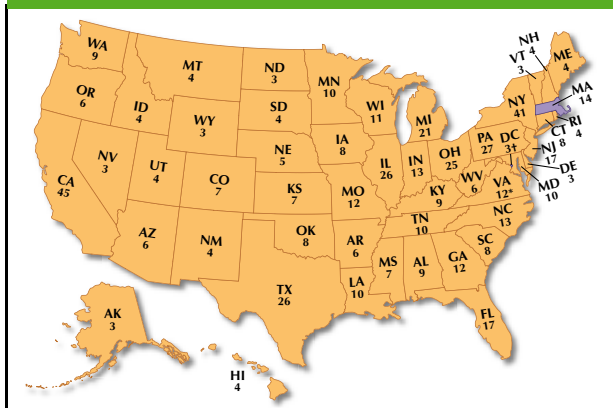 WA
9
OR
6
CA
45
NV
3
ID
4
MT
4
WY
3
UT
4
AZ
6
CO
7
NM
4
ND
3
SD
4
NE
5
KS
7
OK
8
TX
26
MN
10
IA
8
MO
12
AR
6
LA
10
WI
11
IL
26
MI
21
IN
13
OH
25
KY
9
TN
10
MS
7
AL
9
GA
12
FL
17
SC
8
NC
13
VA
12*
WV
6
PA
27
DC
3†
NY
41
VT
3
NH
4
ME
4
MA
14
RI
4
CT 8
NJ
17
DE
3
MD
10
AK
3
HI
4